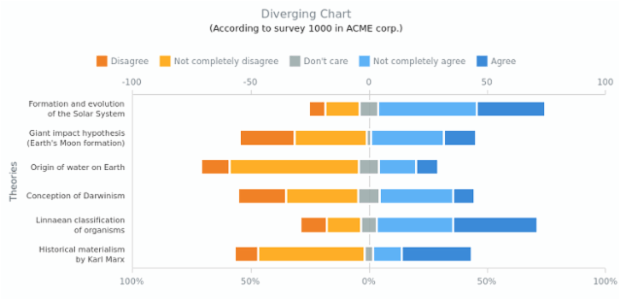 Diverging Chart
(According to survey 1000 in ACME corp.)
Disagree Not completely disagree Don't care Not completely agree Agree
-100 -50 0 50 100
Theories
Formation and evolution
of the Solar System
Giant impact hypothesis
(Earth's Moon formation)
Origin of water on Earth
Conception of Darwinism
Linnaean classification
of organisms
Historical materialism
by Karl Marx
100% 50% 0% 50% 100%